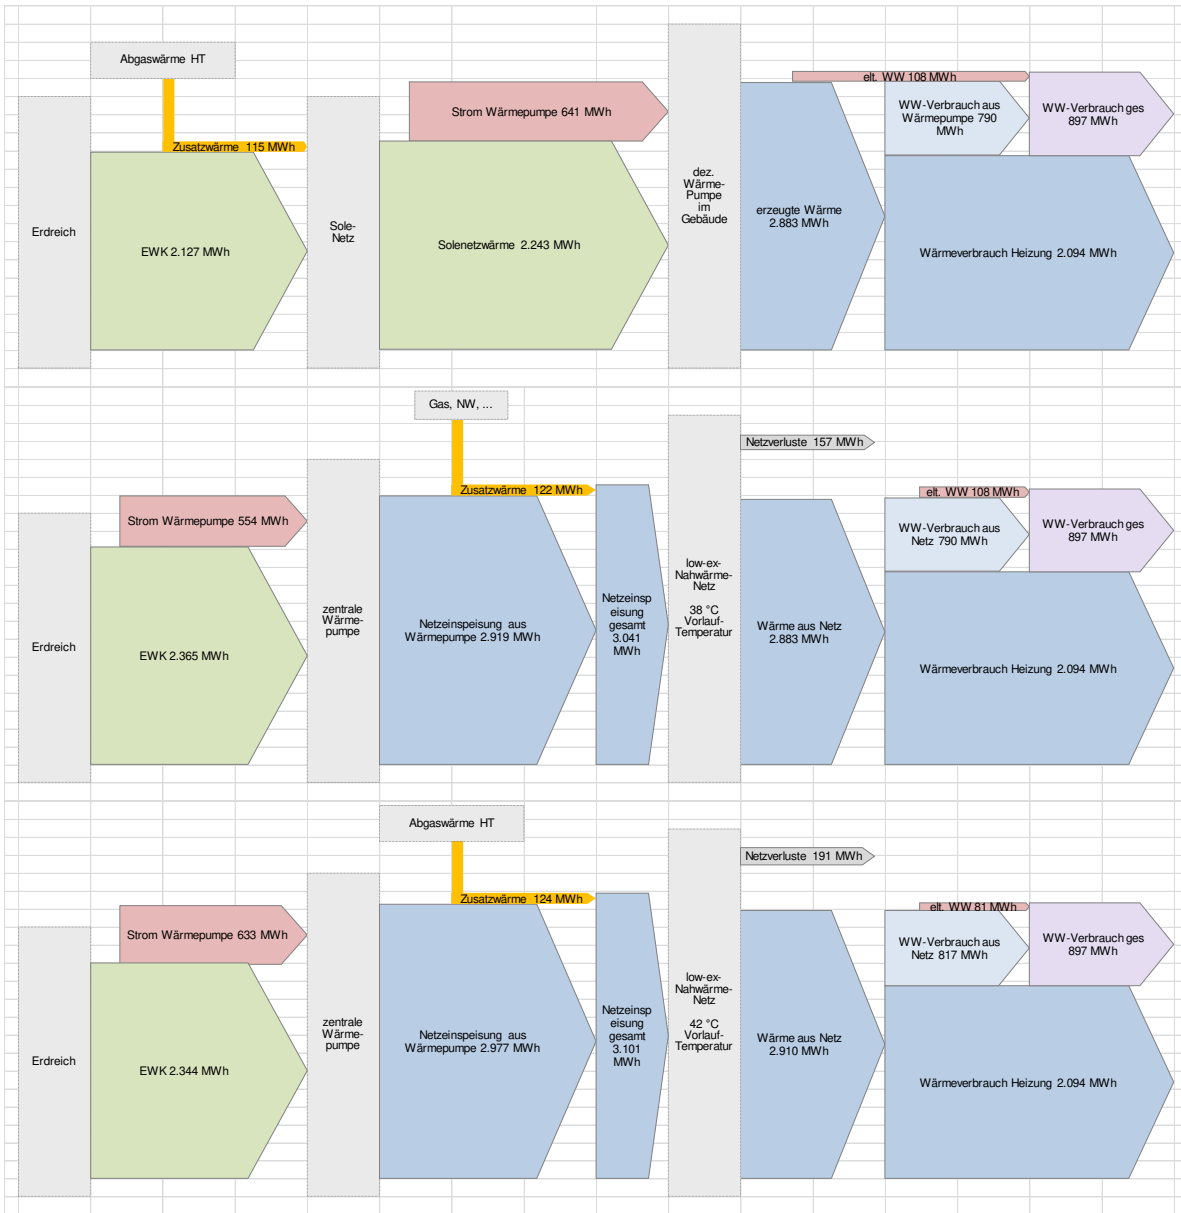 Abgaswärme HT
elt. WW 108 MWh
Strom Wärmepumpe 641 MWh
WW-Verbrauch aus
Wärmepumpe 790
MWh
WW-Verbrauch ges
897 MWh
Zusatzwärme 115 MWh
Erdreich
EWK 2.127 MWh
Sole-
Netz
Solenetzwärme 2.243 MWh
dez.
Wärme-
Pumpe
im
Gebäude
erzeugte Wärme
2.883 MWh
Wärmeverbrauch Heizung 2.094 MWh
Gas, NW, ...
Netzverluste 157 MWh
Zusatzwärme 122 MWh
elt. WW 108 MWh
Strom Wärmepumpe 554 MWh
WW-Verbrauch aus
Netz 790 MWh
WW-Verbrauch ges
897 MWh
Erdreich
EWK 2.365 MWh
zentrale
Wärme-
pumpe
Netzeinspeisung aus
Wärmepumpe 2.919 MWh
Netzeinsp
eisung
gesamt
3.041
MWh
low-ex-
Nahwärme-
Netz
38 °C
Vorlauf-
Temperatur
Wärme aus Netz
2.883 MWh
Wärmeverbrauch Heizung 2.094 MWh
Abgaswärme HT
Netzverluste 191 MWh
Zusatzwärme 124 MWh
elt. WW 81 MWh
Strom Wärmepumpe 633 MWh
WW-Verbrauch aus
Netz 817 MWh
WW-Verbrauch ges
897 MWh
Erdreich
EWK 2.344 MWh
zentrale
Wärme-
pumpe
Netzeinspeisung aus
Wärmepumpe 2.977 MWh
Netzeinsp
eisung
gesamt
3.101
MWh
low-ex-
Nahwärme-
Netz
42 °C
Vorlauf-
Temperatur
Wärme aus Netz
2.910 MWh
Wärmeverbrauch Heizung 2.094 MWh